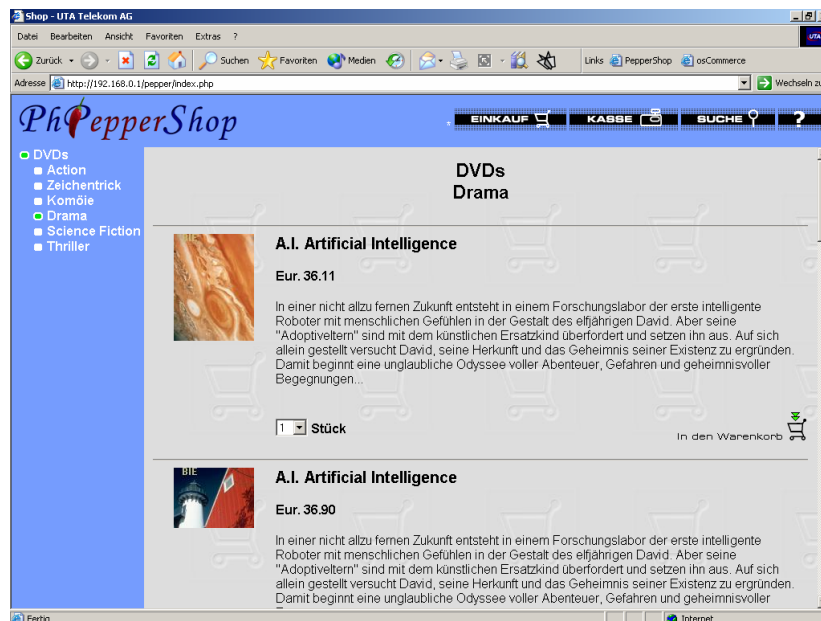 Shop - UTA Telekom AG
Datei Bearbeiten Ansicht Favoriten Extras ?
UTA
Zurück Suchen Favoriten Medien Links PepperShop osCommerce
Adresse http://192.168.0.1/pepper/index.php Wechseln zu
PhPepperShop
EINKAUF KASSE SUCHE ?
DVDs
Action
Zeichentrick
Komöie
Drama
Science Fiction
Thriller
DVDs
Drama
A.I. Artificial Intelligence
Eur. 36.11
In einer nicht allzu fernen Zukunft entsteht in einem Forschungslabor der erste intelligente
Roboter mit menschlichen Gefühlen in der Gestalt des elfjährigen David. Aber seine
"Adoptiveltern" sind mit dem künstlichen Ersatzkind überfordert und setzen ihn aus. Auf sich
allein gestellt versucht David, seine Herkunft und das Geheimnis seiner Existenz zu ergründen.
Damit beginnt eine unglaubliche Odyssee voller Abenteuer, Gefahren und geheimnisvoller
Begegnungen...
1 Stück
In den Warenkorb
BIE
A.I. Artificial Intelligence
Eur. 36.90
In einer nicht allzu fernen Zukunft entsteht in einem Forschungslabor der erste intelligente
Roboter mit menschlichen Gefühlen in der Gestalt des elfjährigen David. Aber seine
"Adoptiveltern" sind mit dem künstlichen Ersatzkind überfordert und setzen ihn aus. Auf sich
allein gestellt versucht David, seine Herkunft und das Geheimnis seiner Existenz zu ergründen.
Damit beginnt eine unglaubliche Odyssee voller Abenteuer, Gefahren und geheimnisvoller
Fertig Internet